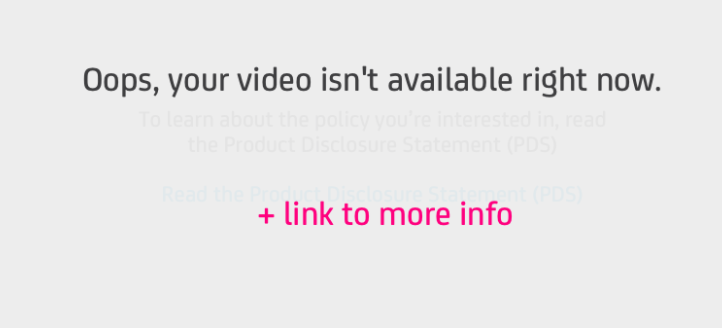 Oops, your video isn't available right now.
To learn about the policy you're interested in, read
the Product Disclosure Statement (PDS)
Read the Product Disclosure Statement (PDS)
+ link to more info